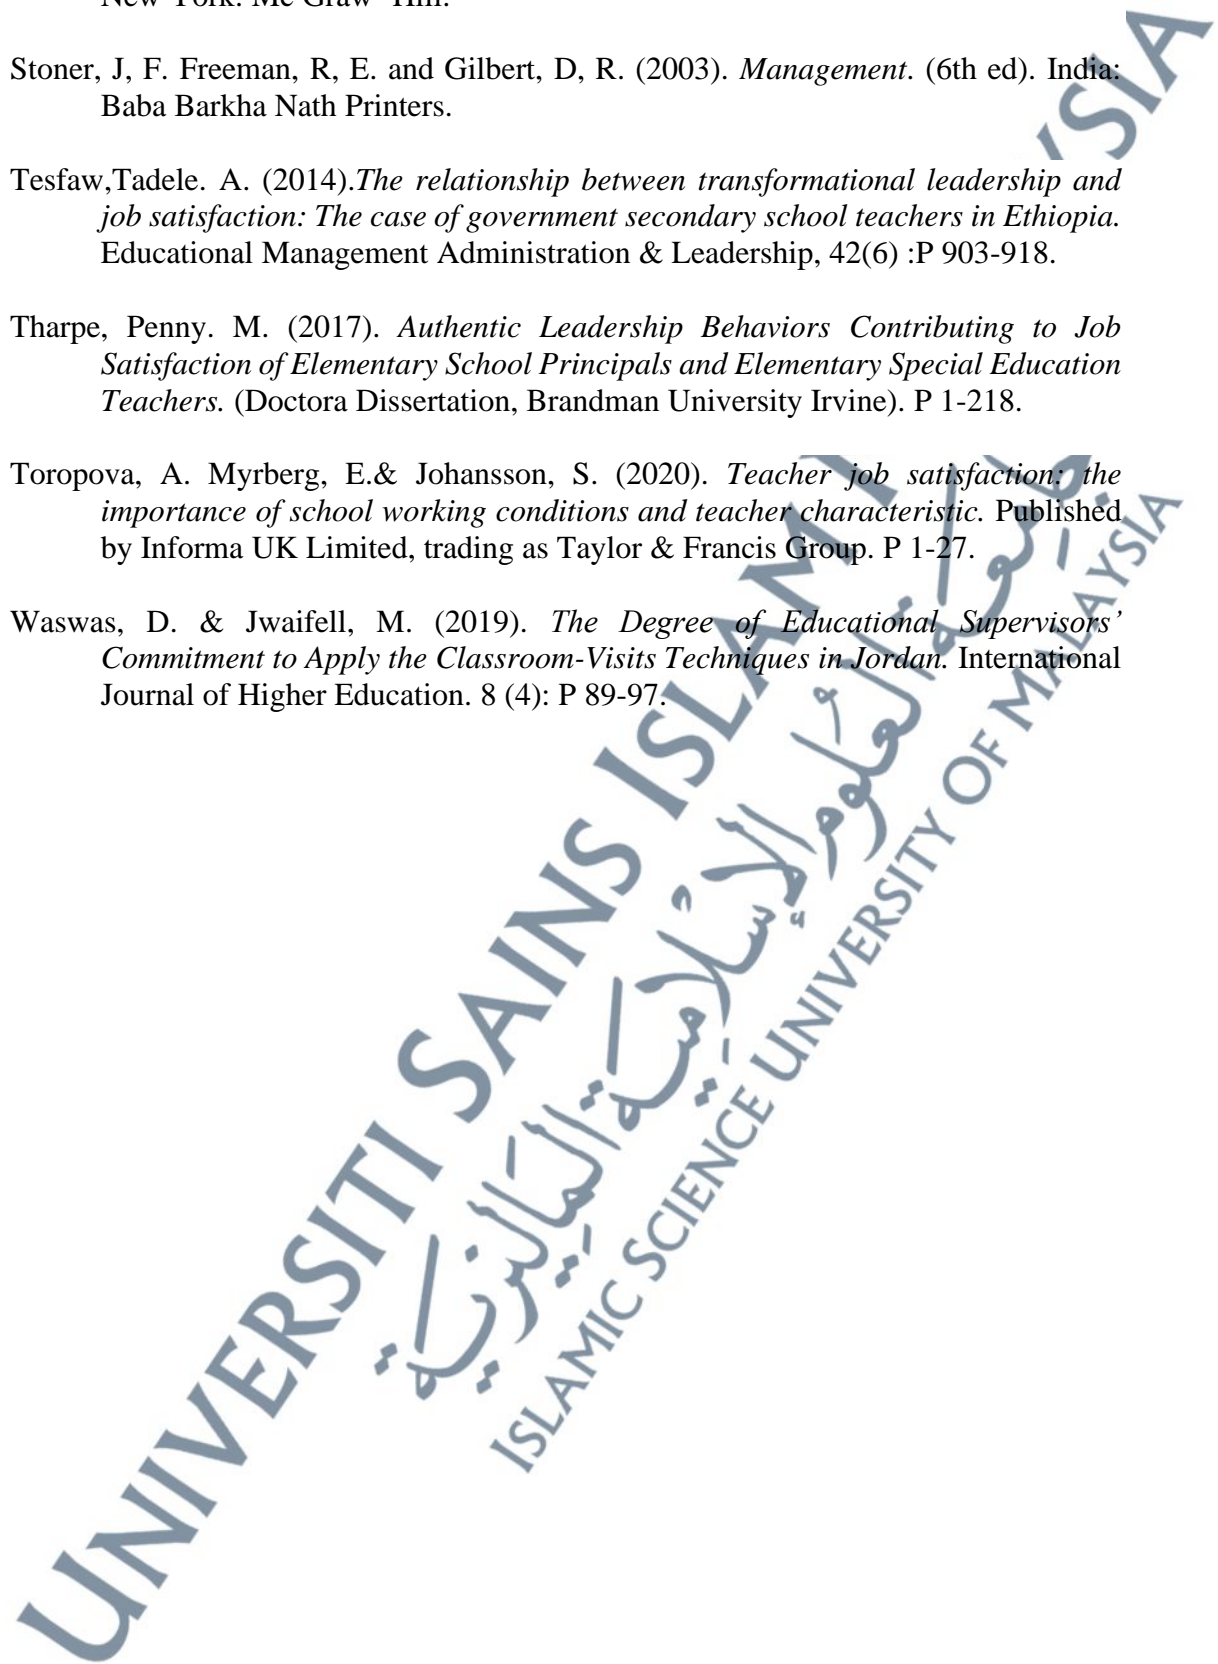 New York: Mc Graw- Hill.
Stoner, J, F. Freeman, R, E. and Gilbert, D, R. (2003). Management. (6th ed). India:
Baba Barkha Nath Printers.
Tesfaw,Tadele. A. (2014).The relationship between transformational leadership and
job satisfaction: The case of government secondary school teachers in Ethiopia.
Educational Management Administration & Leadership, 42(6) :P 903-918.
Tharpe, Penny. M. (2017). Authentic Leadership Behaviors Contributing to Job
Satisfaction of Elementary School Principals and Elementary Special Education
Teachers. (Doctora Dissertation, Brandman University Irvine). P 1-218.
Toropova, A. Myrberg, E.& Johansson, S. (2020). Teacher job satisfaction: the
importance of school working conditions and teacher characteristic. Published
by Informa UK Limited, trading as Taylor & Francis Group. P 1-27.
Waswas, D. & Jwaifell, M. (2019). The Degree of Educational Supervisors’
Commitment to Apply the Classroom-Visits Techniques in Jordan. International
Journal of Higher Education. 8 (4): P 89-97.
UNIVERSITI SAINS ISLAM
YSIA
جامعة العلوم الإسلامية الماليزية
ISLAMIC SCIENCE UNIVERSITY OF MALAYSIA